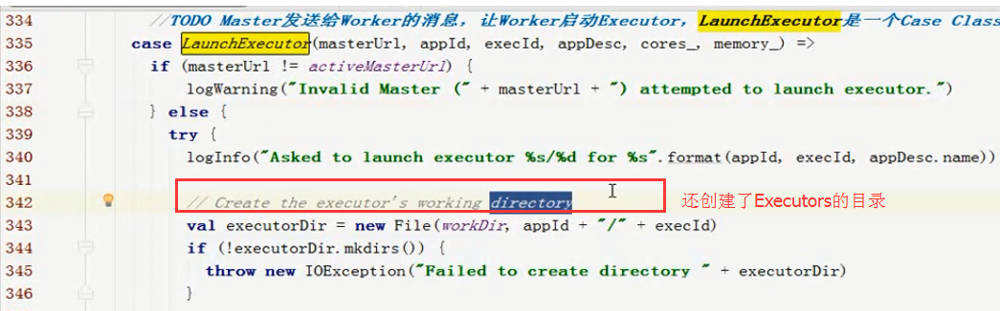 334 //TODO Master发送给Worker的消息，让Worker启动Executor，LaunchExecutor是一个Case Class
335 case LaunchExecutor(masterUrl, appId, execId, appDesc, cores_, memory_) =>
336 if (masterUrl != activeMasterUrl) {
337 logWarning("Invalid Master (" + masterUrl + ") attempted to launch executor.")
338 } else {
339 try {
340 logInfo("Asked to launch executor %s/%d for %s".format(appId, execId, appDesc.name))
341
342 // Create the executor's working directory 还创建了Executors的目录
343 val executorDir = new File(workDir, appId + "/" + execId)
344 if (!executorDir.mkdirs()) {
345 throw new IOException("Failed to create directory " + executorDir)
346 }